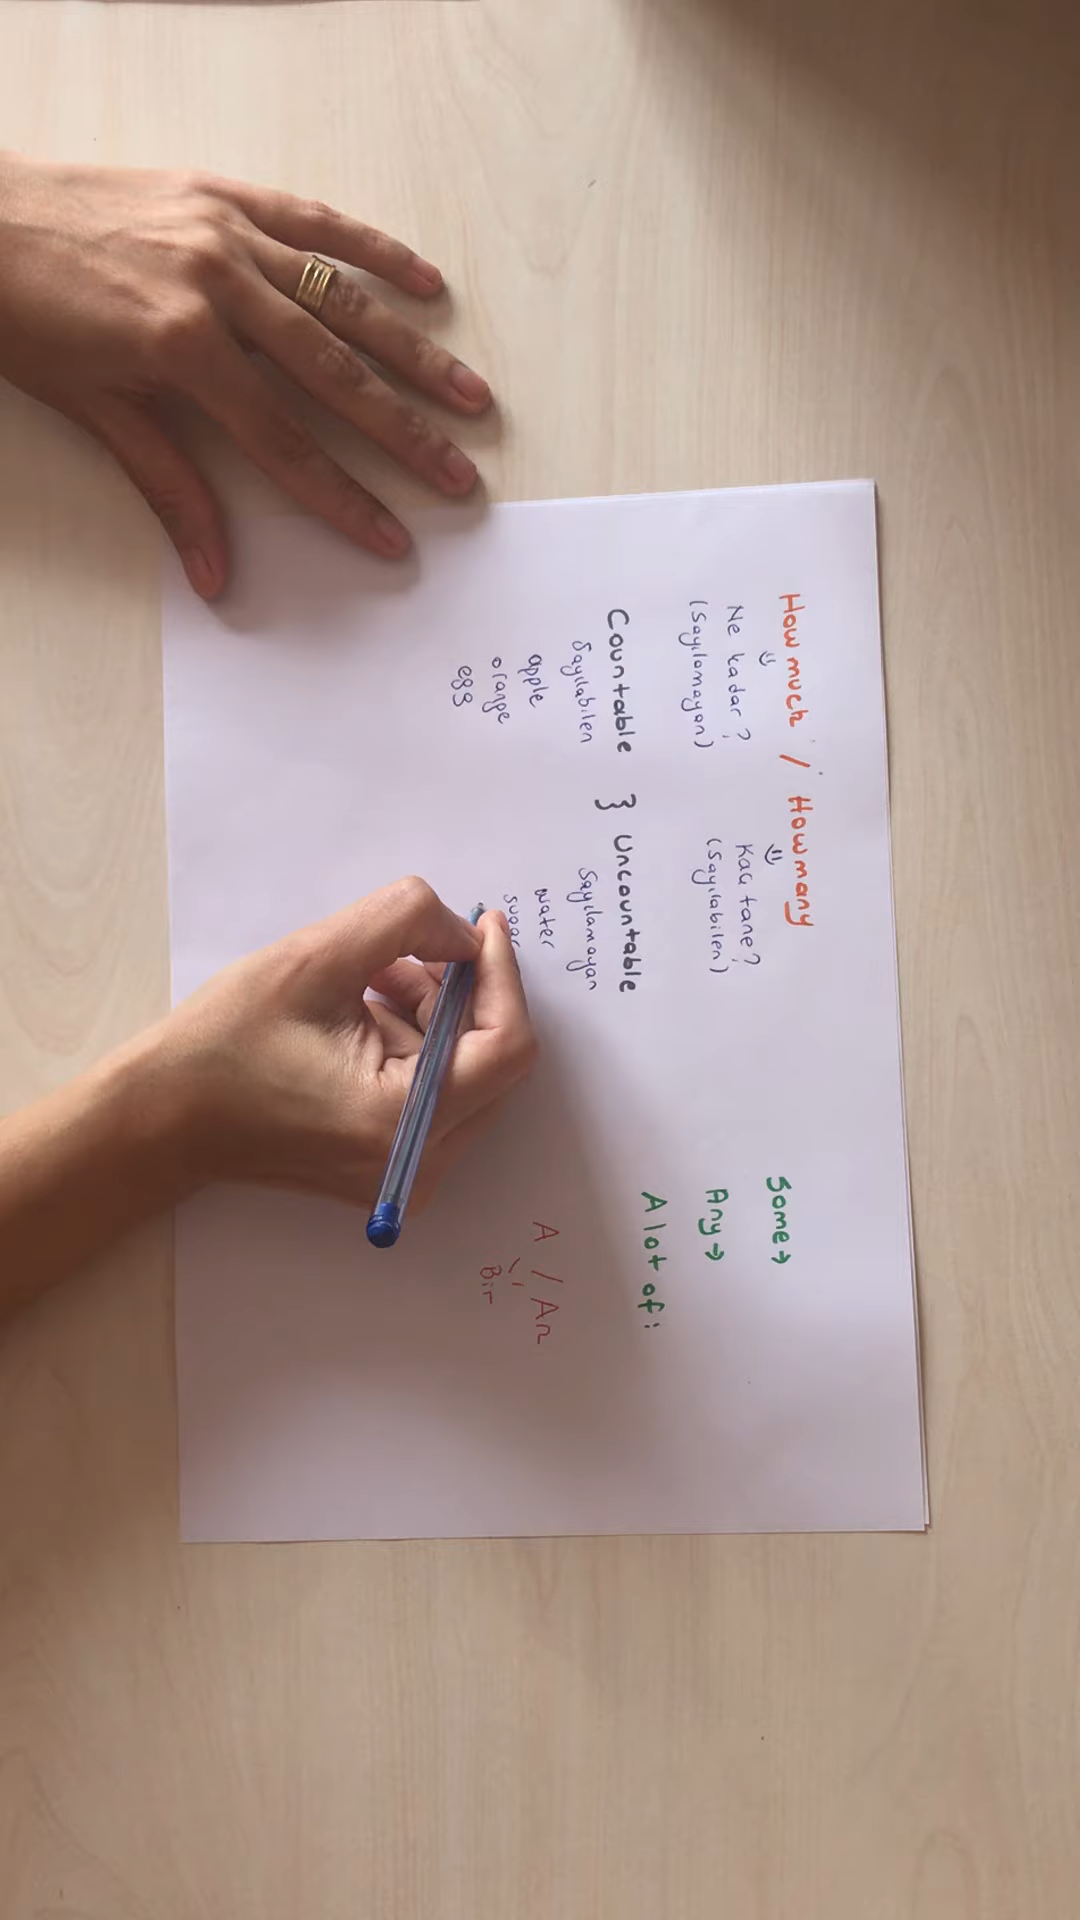 How much / How many
Ne kadar? Kaç tane?
(Sayılamayan) (Sayılabilen)
Countable } Uncountable
Sayılabilen Sayılamayan
apple water
orange sugar
egg
Some →
Any →
A lot of :
A / An
Bir